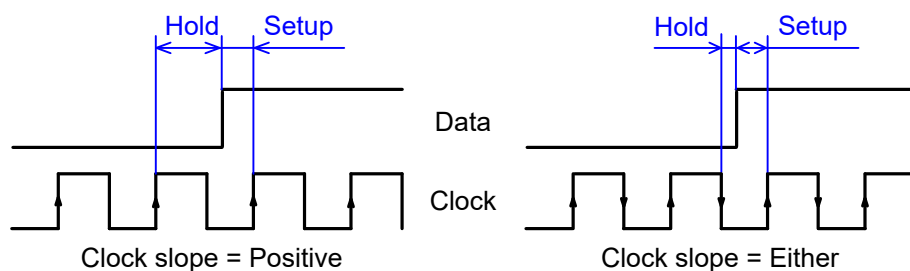 Hold Setup
Hold Setup
Data
Clock
Clock slope = Positive
Clock slope = Either